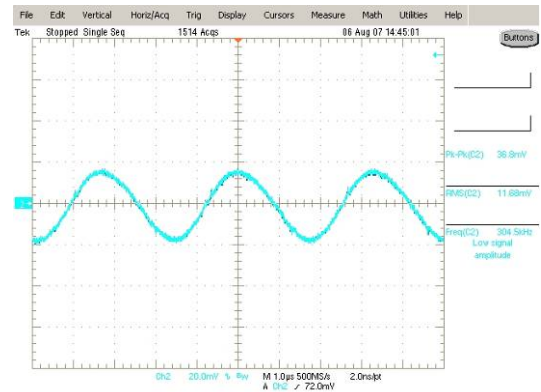 File Edit Vertical Horiz/Acq Trig Display Cursors Measure Math Utilities Help
Tek Stopped Single Seq 1514 Acqs 06 Aug 07 14:45:01
Buttons
Pk-Pk(C2) 36.8mV
RMS(C2) 11.68mV
Freq(C2) 304.5kHz
Low signal
amplitude
Ch2 20.0mV Bw M 1.0µs 500MS/s 2.0ns/pt
A Ch2 72.0mV